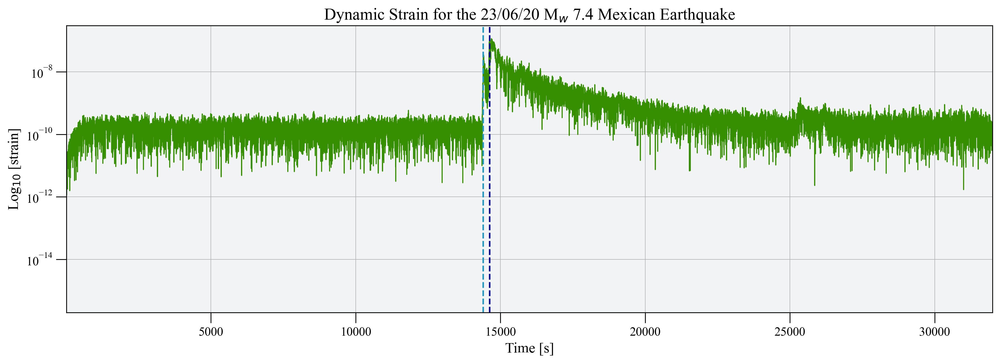 Dynamic Strain for the 23/06/20 M_w 7.4 Mexican Earthquake
Log₁₀ [strain]
10⁻⁸
10⁻¹⁰
10⁻¹²
10⁻¹⁴
5000 10000 15000 20000 25000 30000
Time [s]